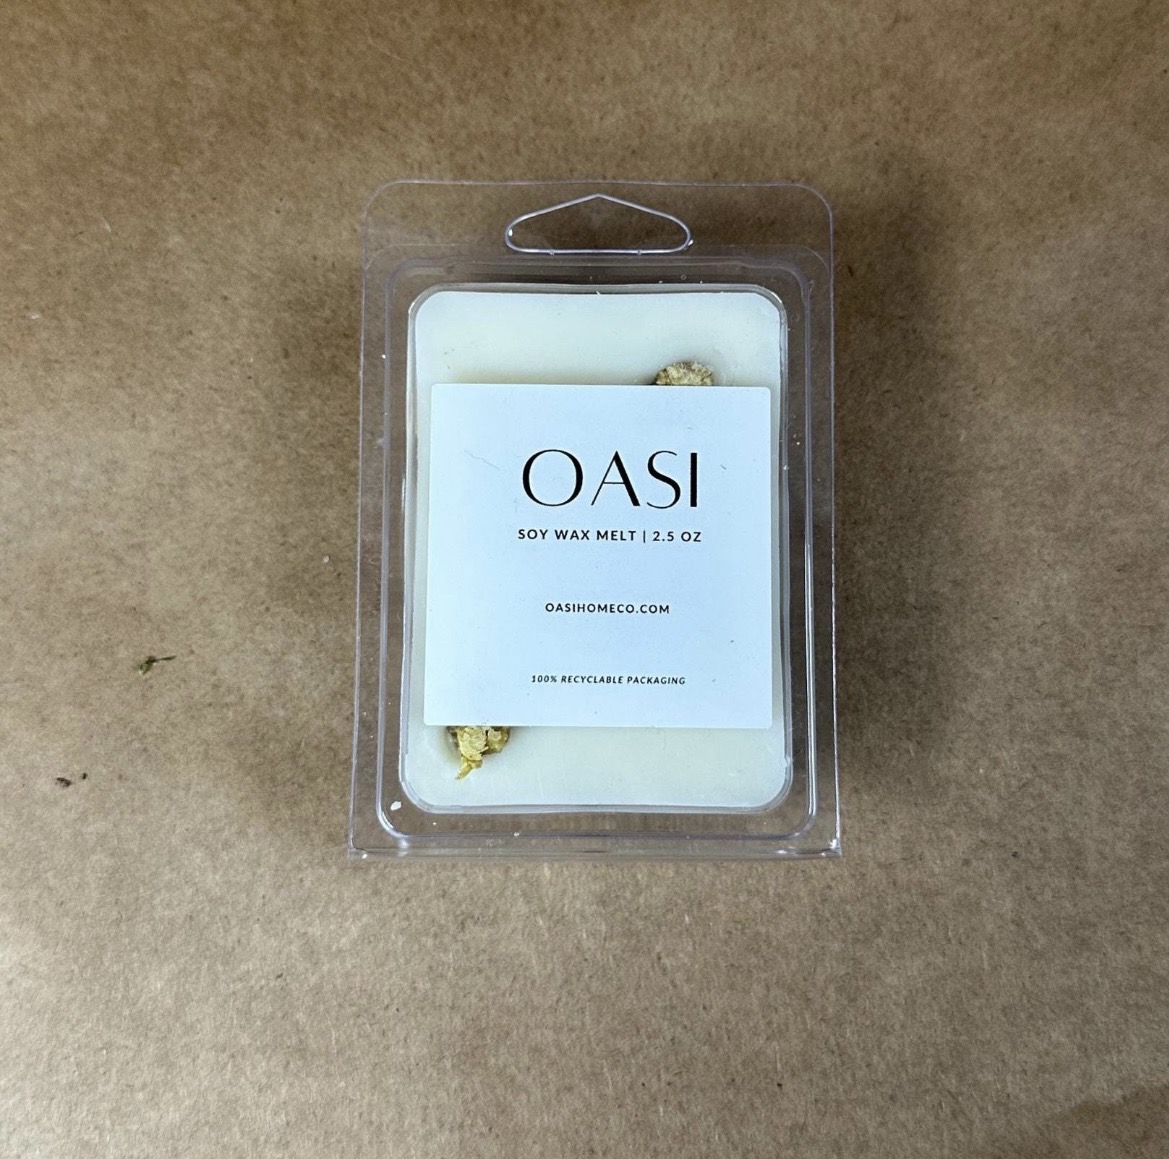 OASI
SOY WAX MELT | 2.5 OZ
OASIHOMECO.COM
100% RECYCLABLE PACKAGING